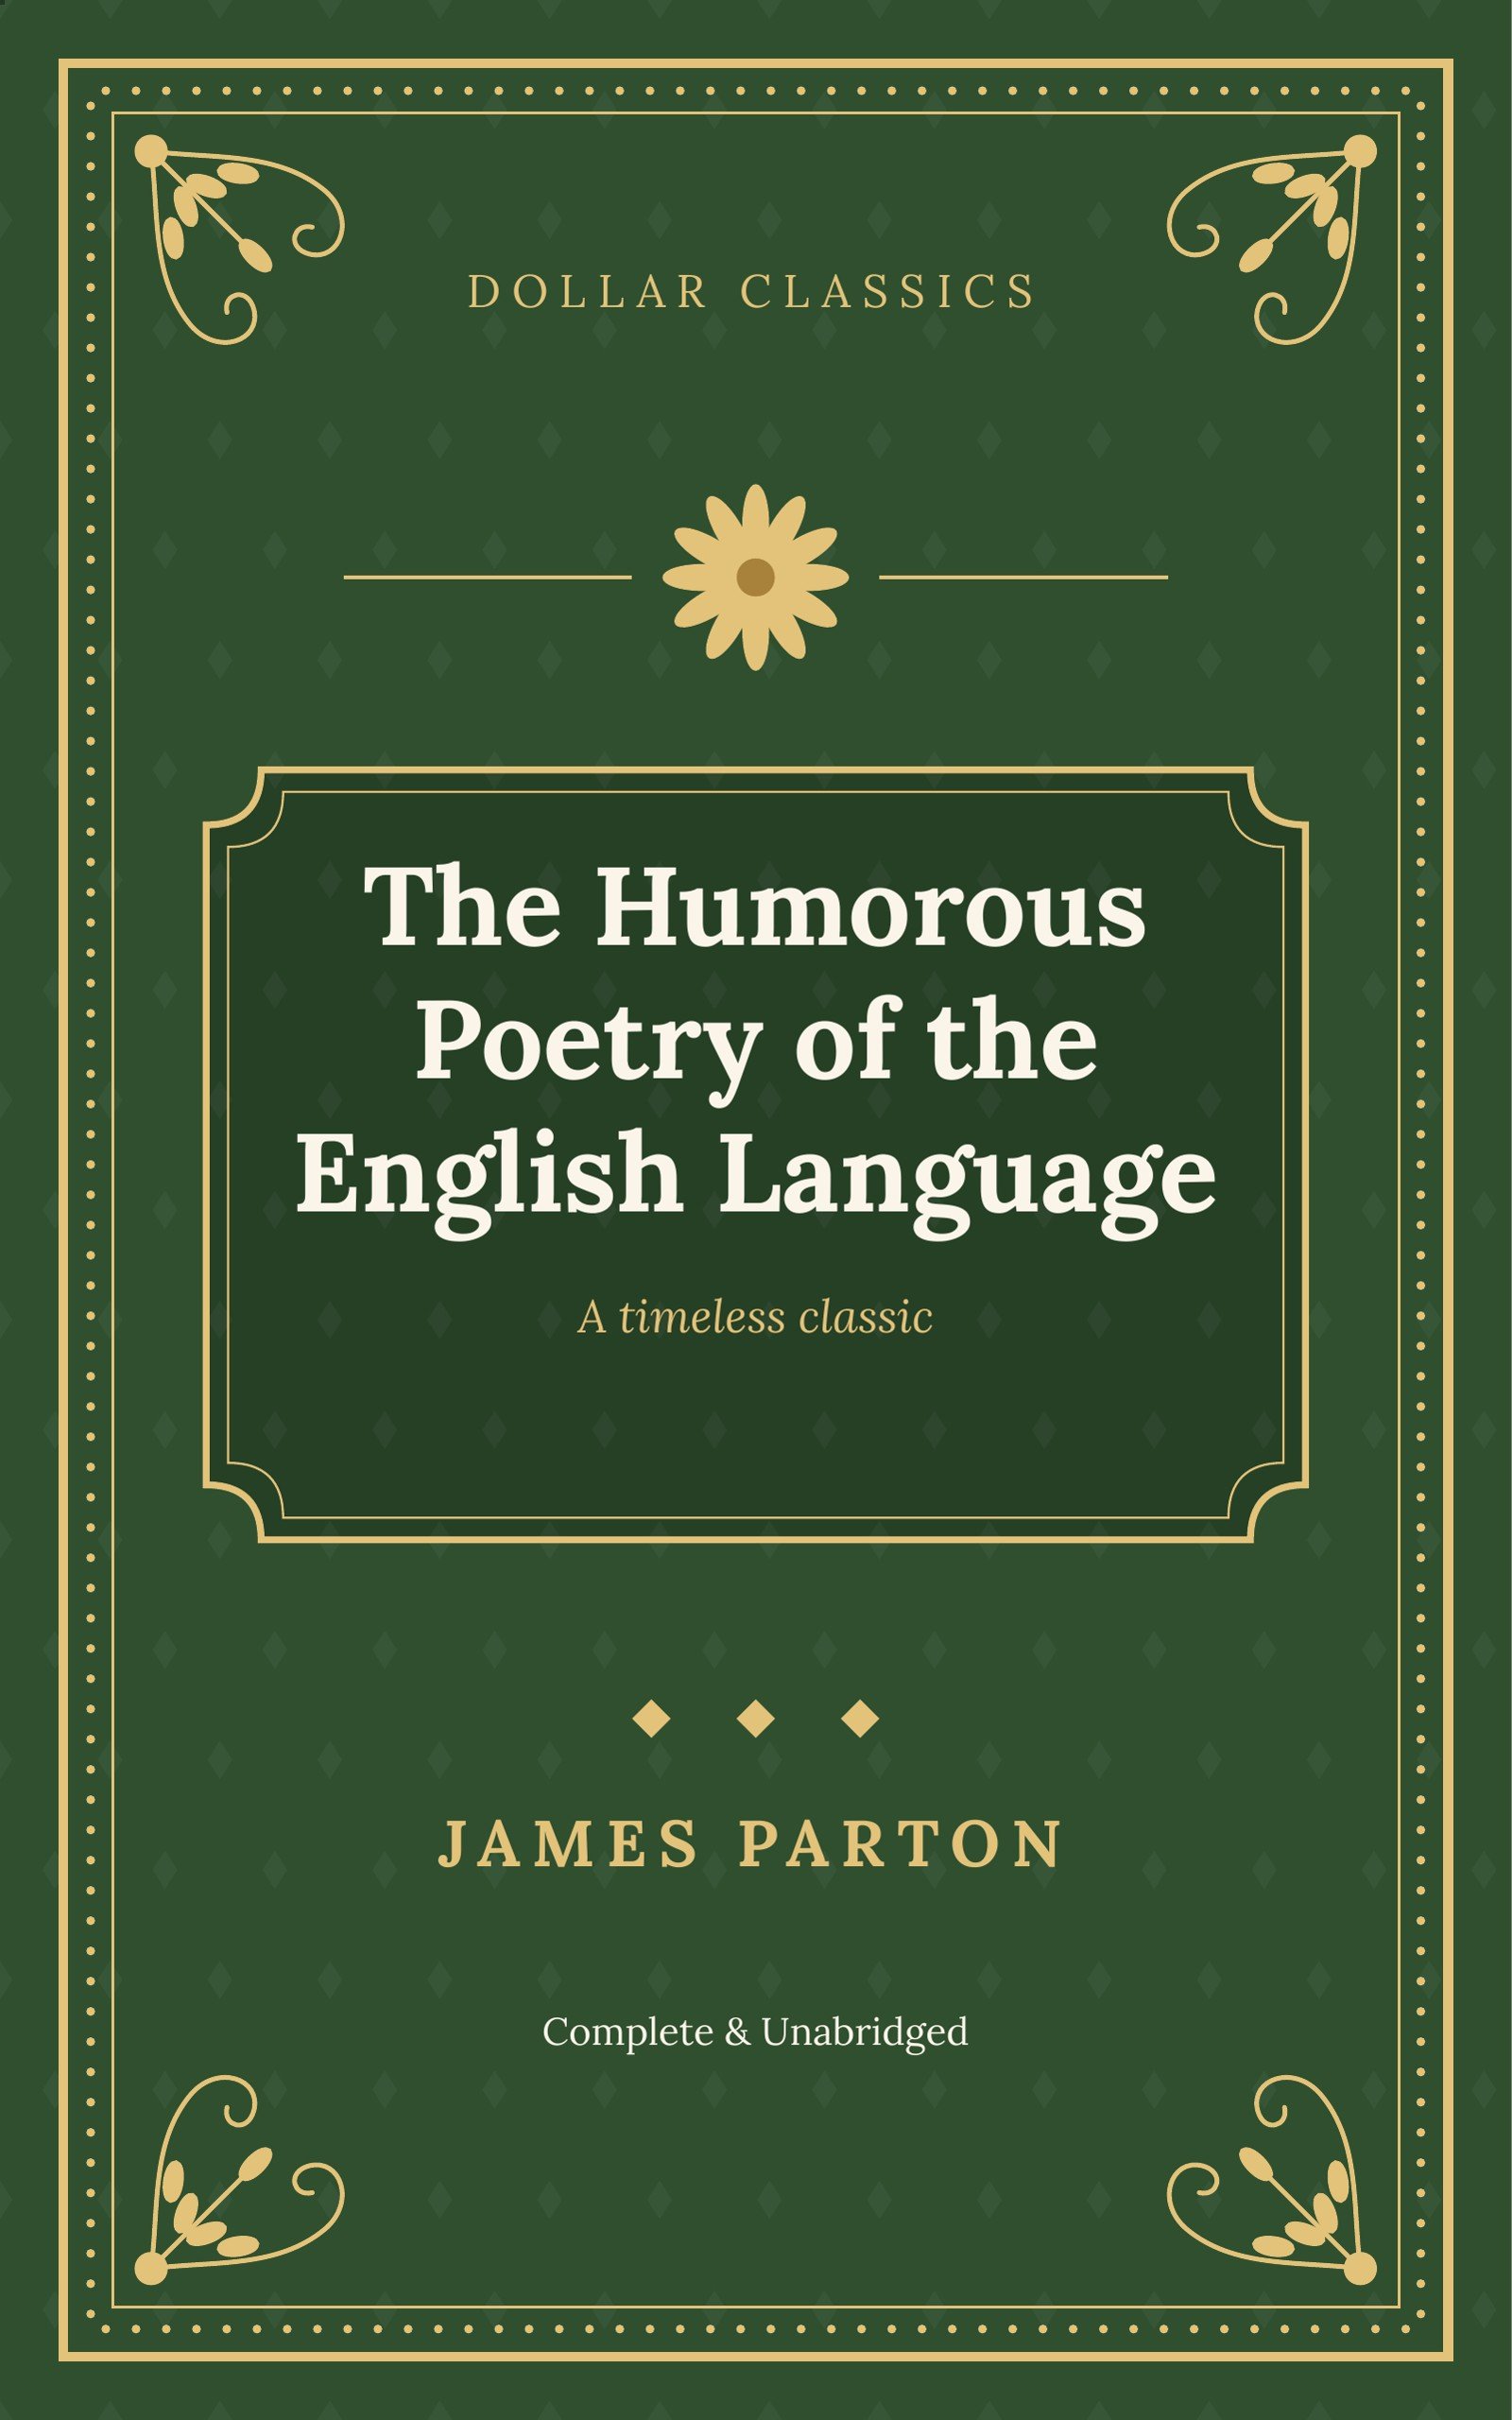 DOLLAR CLASSICS
The Humorous
Poetry of the
English Language
A timeless classic
JAMES PARTON
Complete & Unabridged